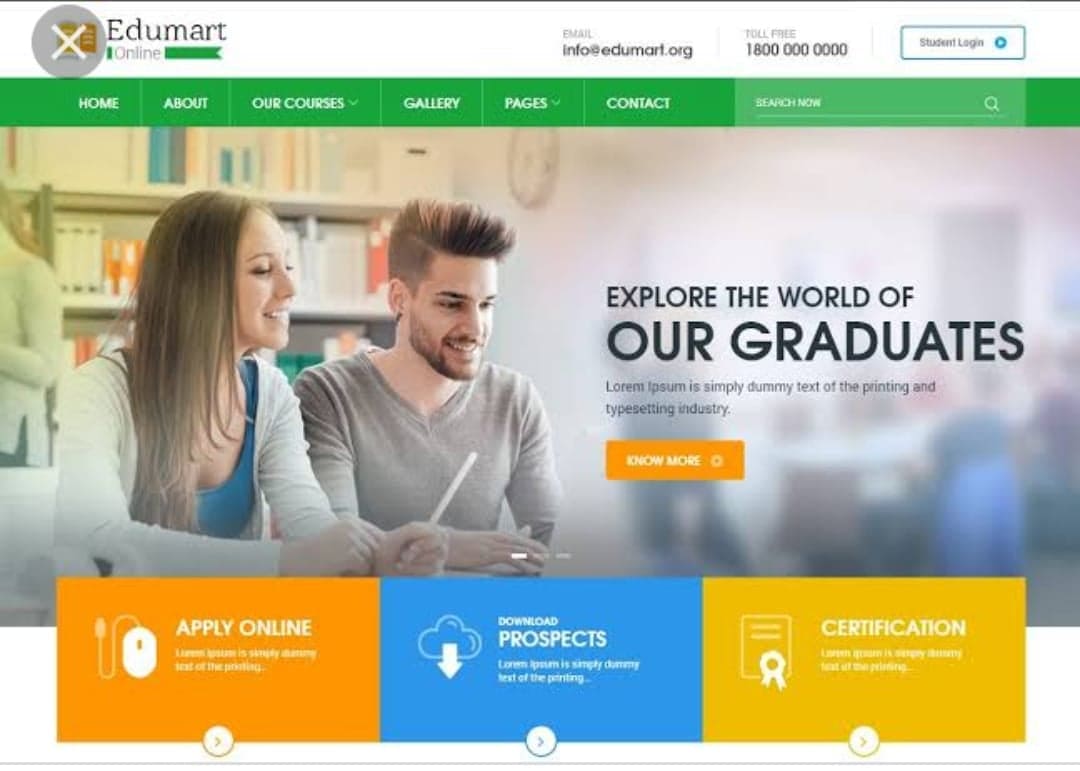 Edumart
Online
EMAIL
info@edumart.org
TOLL FREE
1800 000 0000
Student Login
HOME
ABOUT
OUR COURSES
GALLERY
PAGES
CONTACT
SEARCH NOW
EXPLORE THE WORLD OF
OUR GRADUATES
Lorem Ipsum is simply dummy text of the printing and
typesetting industry.
KNOW MORE
APPLY ONLINE
Lorem Ipsum is simply dummy
text of the printing...
DOWNLOAD
PROSPECTS
Lorem Ipsum is simply dummy
text of the printing...
CERTIFICATION
Lorem Ipsum is simply dummy
text of the printing...